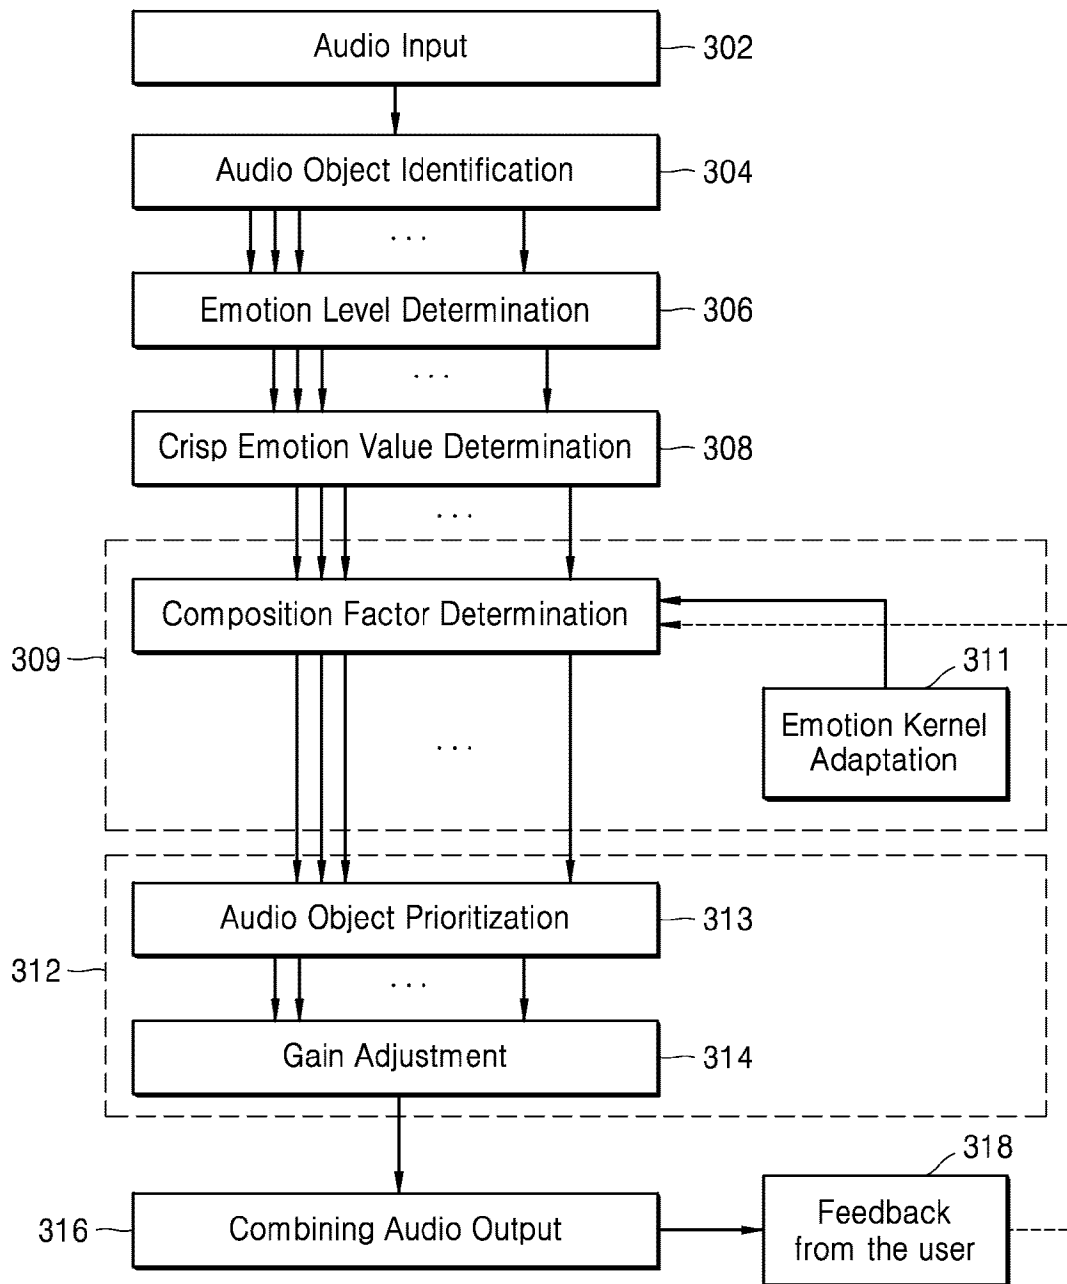 Audio Input
302
Audio Object Identification
304
. . .
Emotion Level Determination
306
. . .
Crisp Emotion Value Determination
308
. . .
Composition Factor Determination
309
311
Emotion Kernel
Adaptation
. . .
Audio Object Prioritization
313
312
. . .
Gain Adjustment
314
318
316
Combining Audio Output
Feedback
from the user